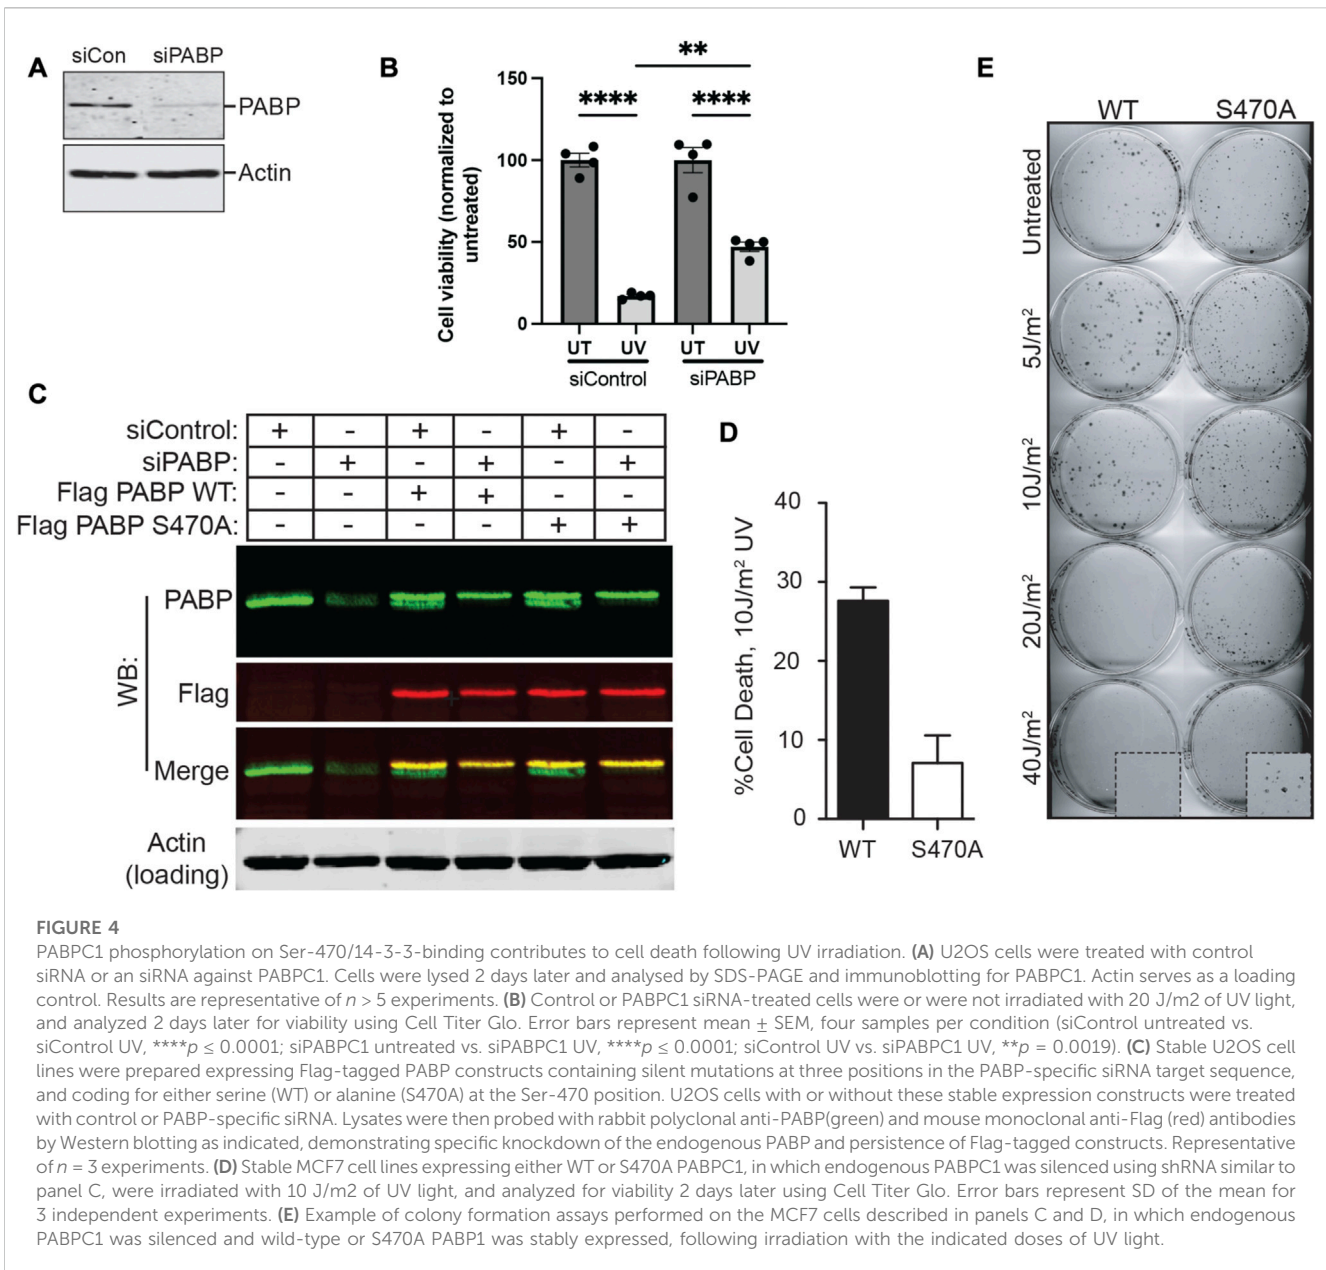 A
siCon siPABP
PABP
Actin
B
**
**** ****
150
100
50
0
Cell viability (normalized to
untreated)
UT UV UT UV
siControl siPABP
C
siControl: + - + - + -
siPABP: - + - + - +
Flag PABP WT: - - + + - -
Flag PABP S470A: - - - - + +
WB:
PABP
Flag
Merge
Actin
(loading)
D
%Cell Death, 10J/m² UV
40
30
20
10
0
WT S470A
E
WT S470A
Untreated
5J/m²
10J/m²
20J/m²
40J/m²
FIGURE 4
PABPC1 phosphorylation on Ser-470/14-3-3-binding contributes to cell death following UV irradiation. (A) U2OS cells were treated with control
siRNA or an siRNA against PABPC1. Cells were lysed 2 days later and analysed by SDS-PAGE and immunoblotting for PABPC1. Actin serves as a loading
control. Results are representative of n > 5 experiments. (B) Control or PABPC1 siRNA-treated cells were or were not irradiated with 20 J/m2 of UV light,
and analyzed 2 days later for viability using Cell Titer Glo. Error bars represent mean ± SEM, four samples per condition (siControl untreated vs.
siControl UV, ****p ≤ 0.0001; siPABPC1 untreated vs. siPABPC1 UV, ****p ≤ 0.0001; siControl UV vs. siPABPC1 UV, **p = 0.0019). (C) Stable U2OS cell
lines were prepared expressing Flag-tagged PABP constructs containing silent mutations at three positions in the PABP-specific siRNA target sequence,
and coding for either serine (WT) or alanine (S470A) at the Ser-470 position. U2OS cells with or without these stable expression constructs were treated
with control or PABP-specific siRNA. Lysates were then probed with rabbit polyclonal anti-PABP(green) and mouse monoclonal anti-Flag (red) antibodies
by Western blotting as indicated, demonstrating specific knockdown of the endogenous PABP and persistence of Flag-tagged constructs. Representative
of n = 3 experiments. (D) Stable MCF7 cell lines expressing either WT or S470A PABPC1, in which endogenous PABPC1 was silenced using shRNA similar to
panel C, were irradiated with 10 J/m2 of UV light, and analyzed for viability 2 days later using Cell Titer Glo. Error bars represent SD of the mean for
3 independent experiments. (E) Example of colony formation assays performed on the MCF7 cells described in panels C and D, in which endogenous
PABPC1 was silenced and wild-type or S470A PABP1 was stably expressed, following irradiation with the indicated doses of UV light.